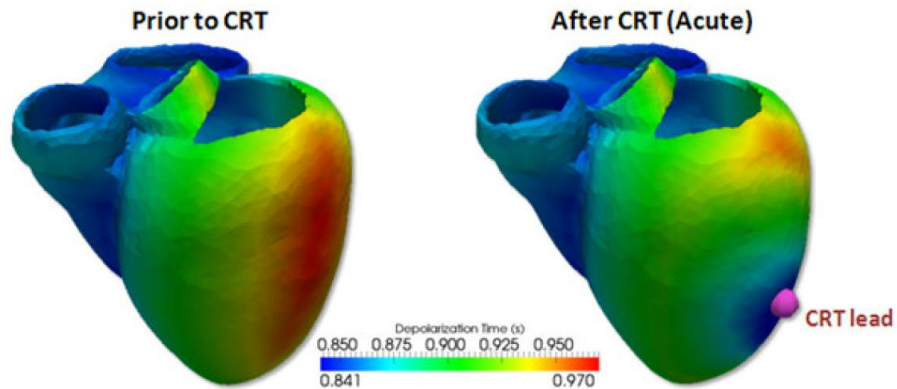 Prior to CRT
After CRT (Acute)
CRT lead
Depolarization Time (s)
0.850 0.875 0.900 0.925 0.950
0.841 0.970